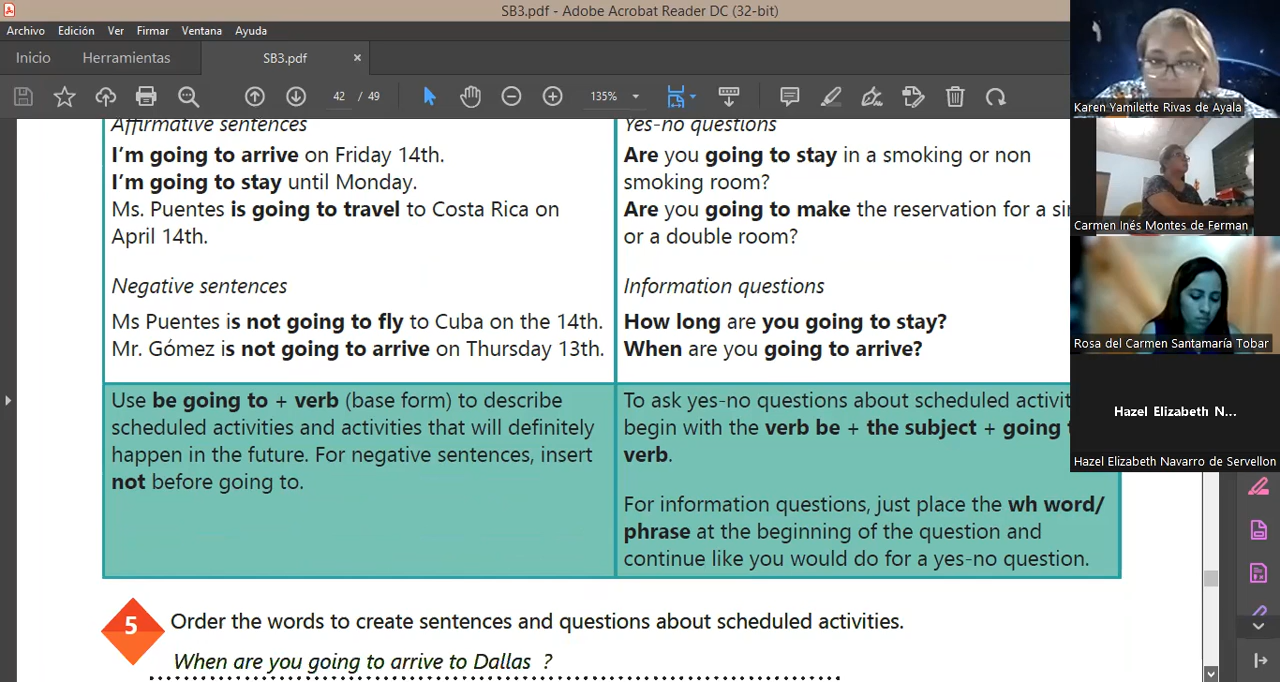 SB3.pdf - Adobe Acrobat Reader DC (32-bit)
Archivo Edición Ver Firmar Ventana Ayuda
Inicio Herramientas SB3.pdf ×
42 / 49 135%
Affirmative sentences
I'm going to arrive on Friday 14th.
I'm going to stay until Monday.
Ms. Puentes is going to travel to Costa Rica on
April 14th.
Negative sentences
Ms Puentes is not going to fly to Cuba on the 14th.
Mr. Gómez is not going to arrive on Thursday 13th.
Use be going to + verb (base form) to describe
scheduled activities and activities that will definitely
happen in the future. For negative sentences, insert
not before going to.
Yes-no questions
Are you going to stay in a smoking or non
smoking room?
Are you going to make the reservation for a
or a double room?
Information questions
How long are you going to stay?
When are you going to arrive?
To ask yes-no questions about scheduled
begin with the verb be + the subject + going
verb.
For information questions, just place the wh word/
phrase at the beginning of the question and
continue like you would do for a yes-no question.
5 Order the words to create sentences and questions about scheduled activities.
When are you going to arrive to Dallas ?
Karen Yamilette Rivas de Ayala
Carmen Inés Montes de Ferman
Rosa del Carmen Santamaría Tobar
Hazel Elizabeth N...
Hazel Elizabeth Navarro de Servellon